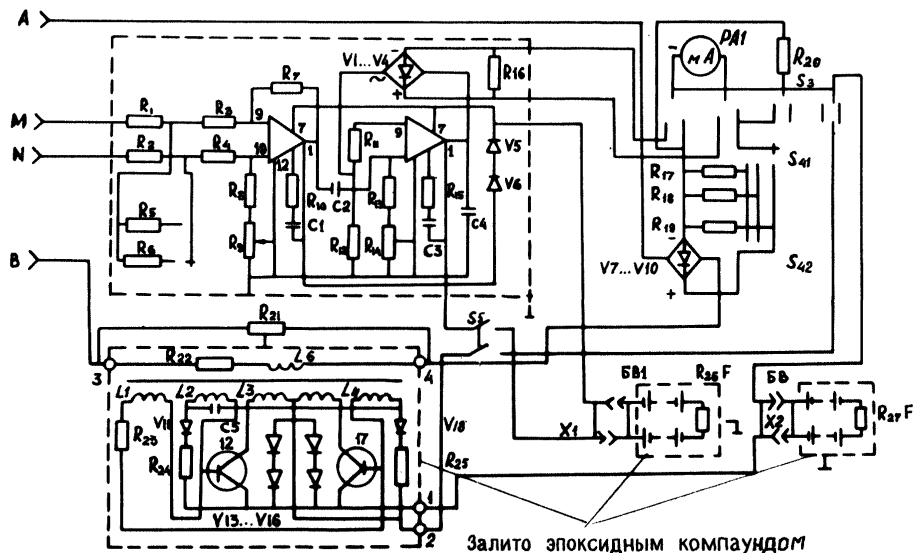 A
PA1
мА
R20
S3
V1...V4
R16
R7
R1
R3
M
9
7
1
N
R2
R4
10
12
R8
R10
C1
C2
R11
9
7
1
R13
R15
C3
C4
V5
V6
R5
R6
R9
R12
R14
S41
R17
R18
R19
S42
V7...V10
B
R21
S5
R22
L6
3
4
L1
L2
L3
L4
БВ1
R26 F
БВ
X1
X2
R27 F
V11
C5
V18
R23
R24
12
17
R25
V13...V16
1
2
Залито эпоксидным компаундом